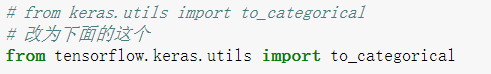 # from keras.utils import to_categorical
# 改为下面的这个
from tensorflow.keras.utils import to_categorical